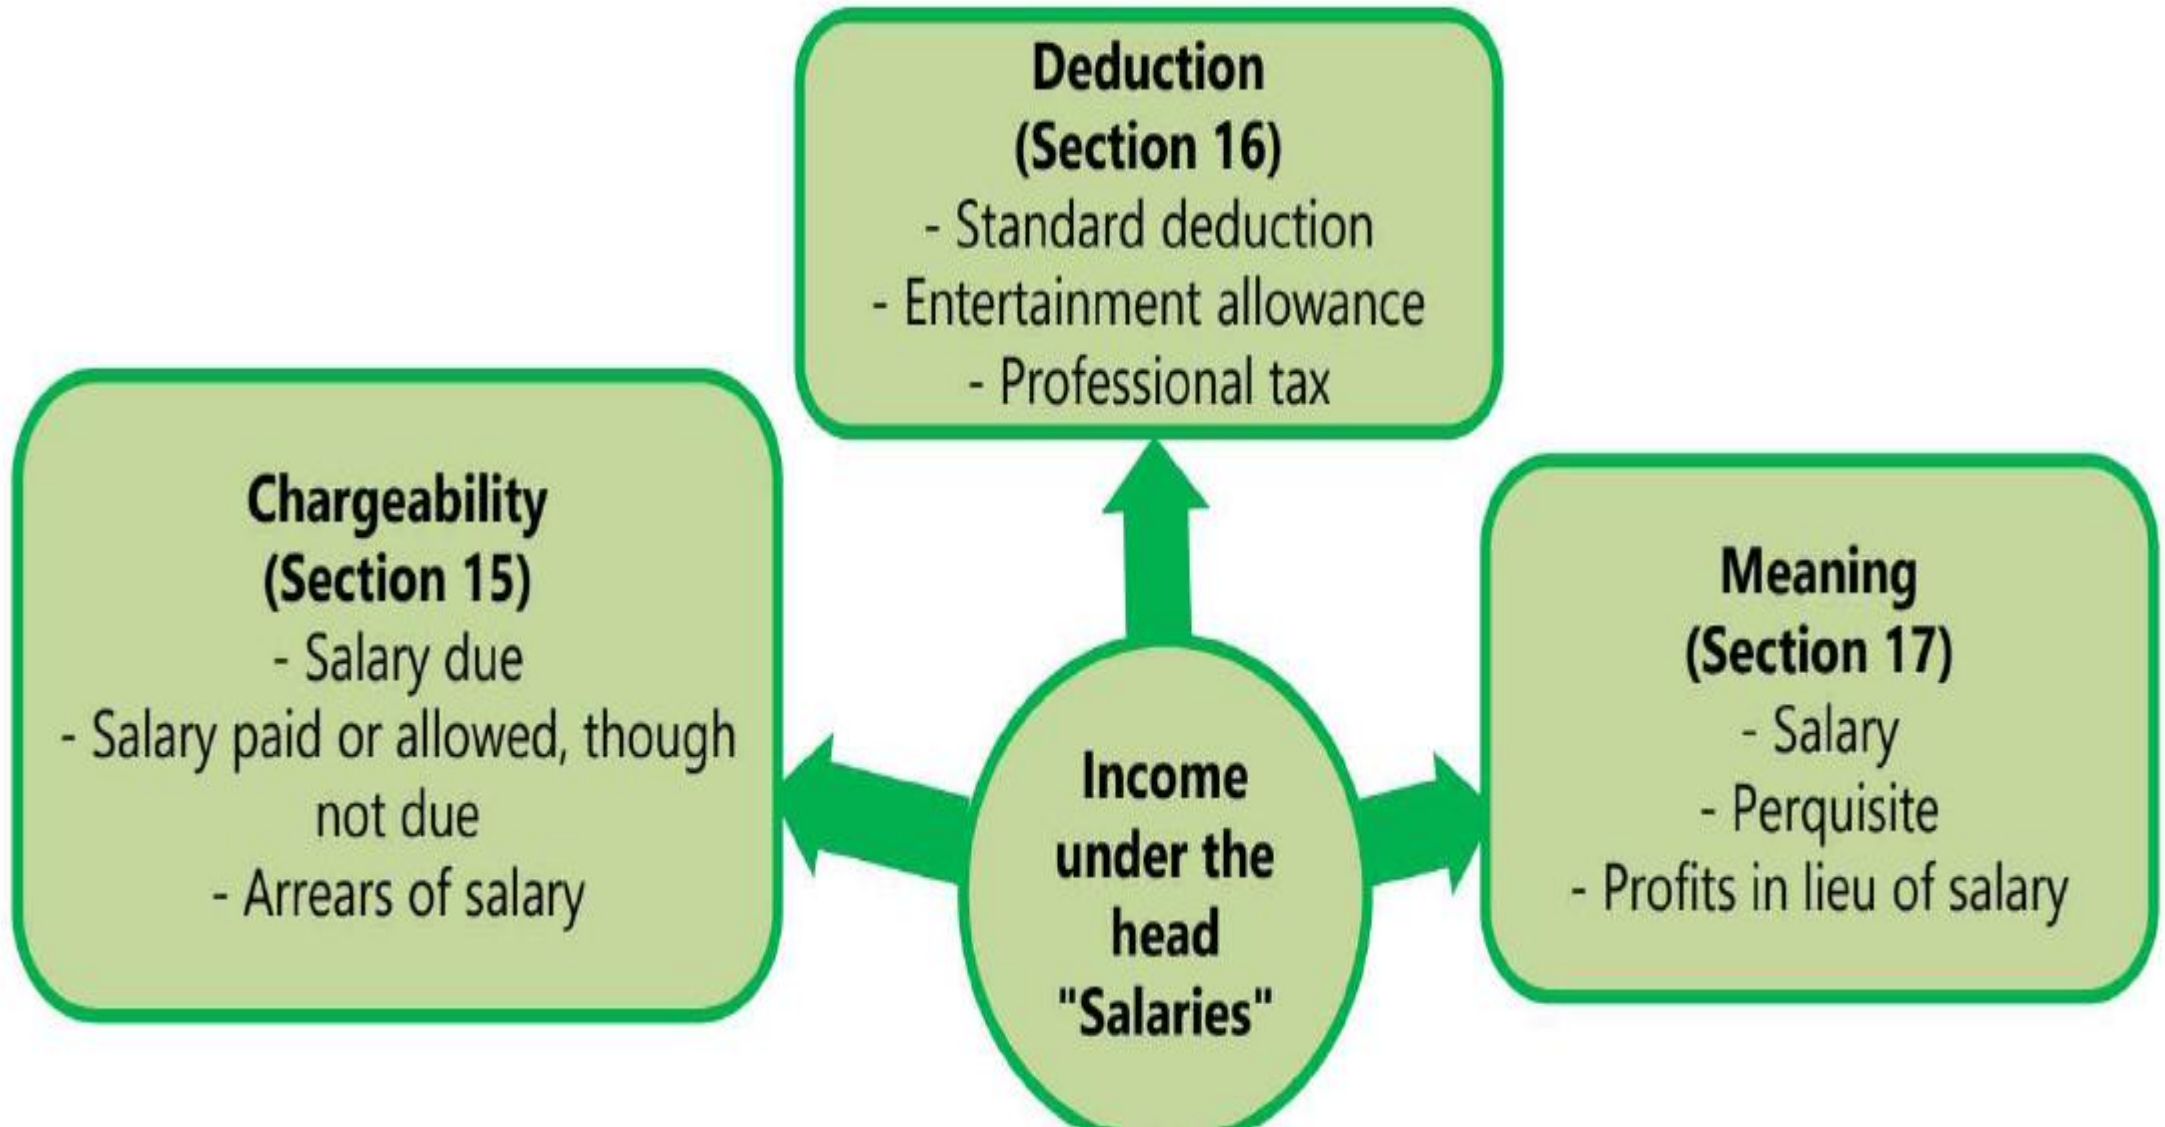 Deduction
(Section 16)
- Standard deduction
- Entertainment allowance
- Professional tax
Chargeability
(Section 15)
- Salary due
- Salary paid or allowed, though
not due
- Arrears of salary
Income
under the
head
"Salaries"
Meaning
(Section 17)
- Salary
- Perquisite
- Profits in lieu of salary